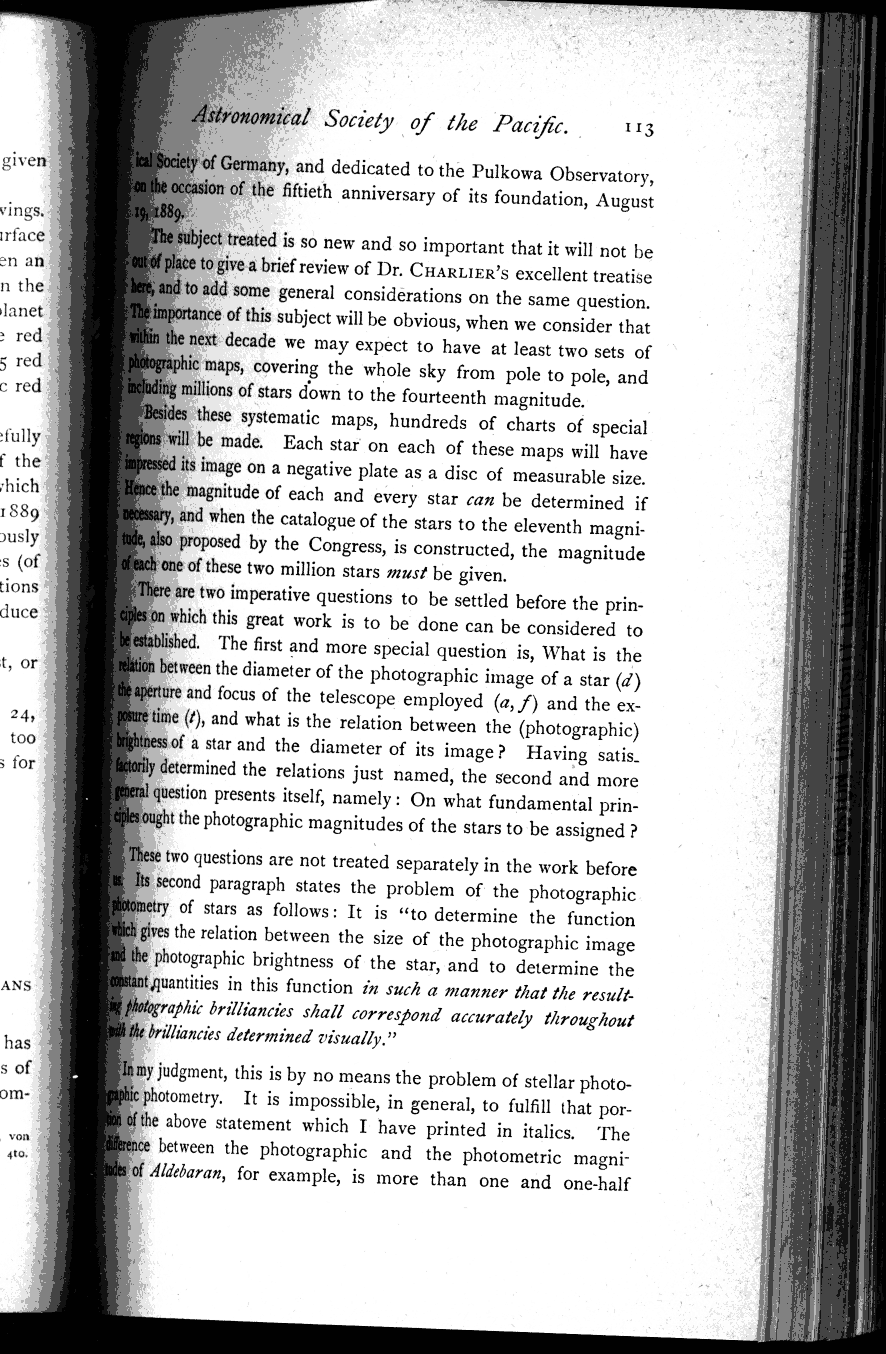 given
vings.
rface
en an
n the
planet
e red
5 red
c red
efully
f the
which
1889
ously
s (of
tions
duce
t, or
24,
too
s for
ANS
has
s of
om-
von
4to.
Astronomical Society of the Pacific. 113
ical Society of Germany, and dedicated to the Pulkowa Observatory,
on the occasion of the fiftieth anniversary of its foundation, August
19, 1889.
The subject treated is so new and so important that it will not be
out of place to give a brief review of Dr. CHARLIER'S excellent treatise
here, and to add some general considerations on the same question.
The importance of this subject will be obvious, when we consider that
within the next decade we may expect to have at least two sets of
photographic maps, covering the whole sky from pole to pole, and
including millions of stars down to the fourteenth magnitude.
Besides these systematic maps, hundreds of charts of special
regions will be made. Each star on each of these maps will have
impressed its image on a negative plate as a disc of measurable size.
Hence the magnitude of each and every star can be determined if
necessary, and when the catalogue of the stars to the eleventh magni-
tude, also proposed by the Congress, is constructed, the magnitude
of each one of these two million stars must be given.
There are two imperative questions to be settled before the prin-
ciples on which this great work is to be done can be considered to
be established. The first and more special question is, What is the
relation between the diameter of the photographic image of a star (d)
the aperture and focus of the telescope employed (a, f) and the ex-
posure time (t), and what is the relation between the (photographic)
brightness of a star and the diameter of its image? Having satis-
factorily determined the relations just named, the second and more
general question presents itself, namely: On what fundamental prin-
ciples ought the photographic magnitudes of the stars to be assigned?
These two questions are not treated separately in the work before
us. Its second paragraph states the problem of the photographic
photometry of stars as follows: It is "to determine the function
which gives the relation between the size of the photographic image
and the photographic brightness of the star, and to determine the
constant quantities in this function in such a manner that the result-
ing photographic brilliancies shall correspond accurately throughout
with the brilliancies determined visually."
In my judgment, this is by no means the problem of stellar photo-
graphic photometry. It is impossible, in general, to fulfill that por-
tion of the above statement which I have printed in italics. The
difference between the photographic and the photometric magni-
tudes of Aldebaran, for example, is more than one and one-half